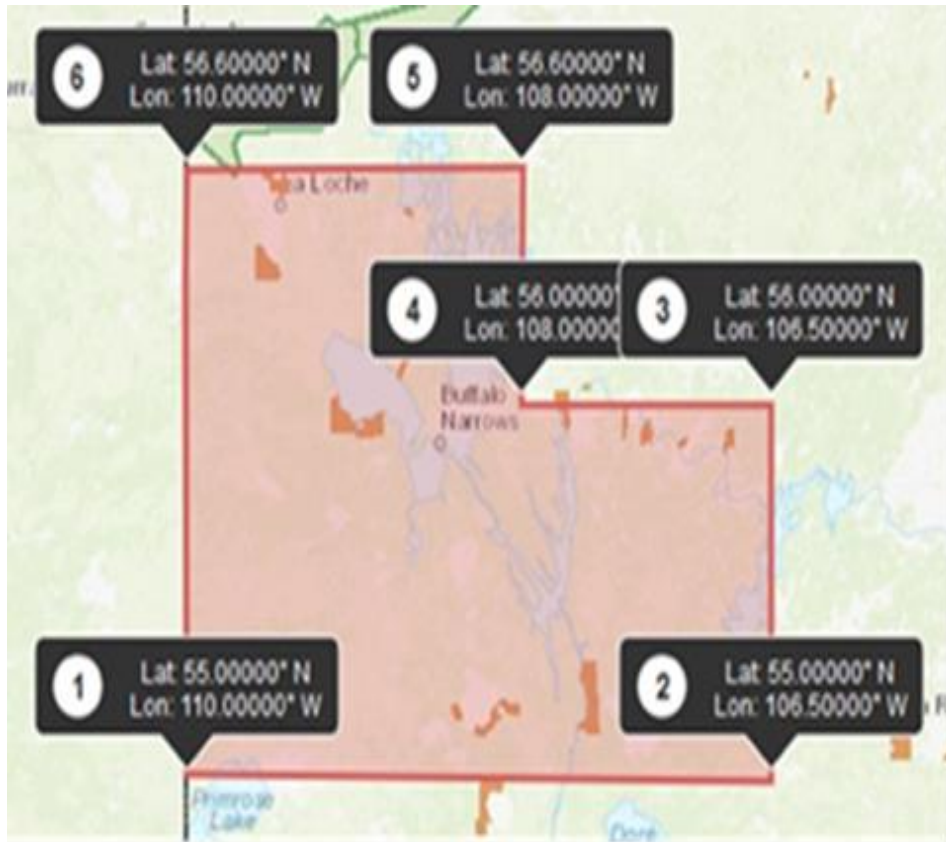 6
Lat: 56.60000° N
Lon: 110.00000° W
5
Lat: 56.60000° N
Lon: 108.00000° W
La Loche
4
Lat: 56.00000°
Lon: 108.0000
3
Lat: 56.00000° N
Lon: 106.50000° W
Buffalo
Narrows
1
Lat: 55.00000° N
Lon: 110.00000° W
2
Lat: 55.00000° N
Lon: 106.50000° W
Primrose
Lake
Doré